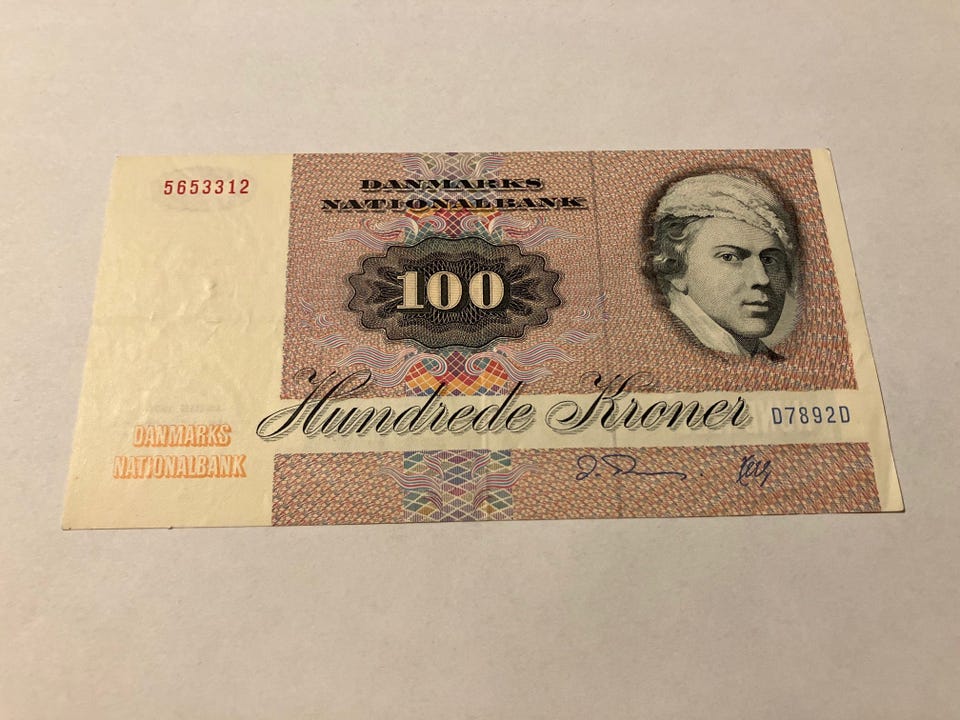 5653312
DANMARKS
NATIONALBANK
100
Hundrede Kroner
D7892D
DANMARKS
NATIONALBANK